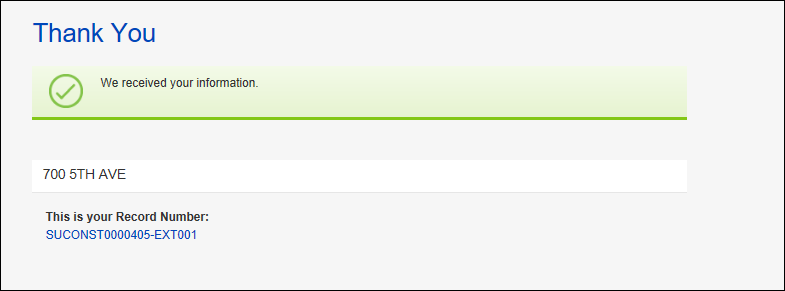 Thank You
We received your information.
700 5TH AVE
This is your Record Number:
SUCONST0000405-EXT001